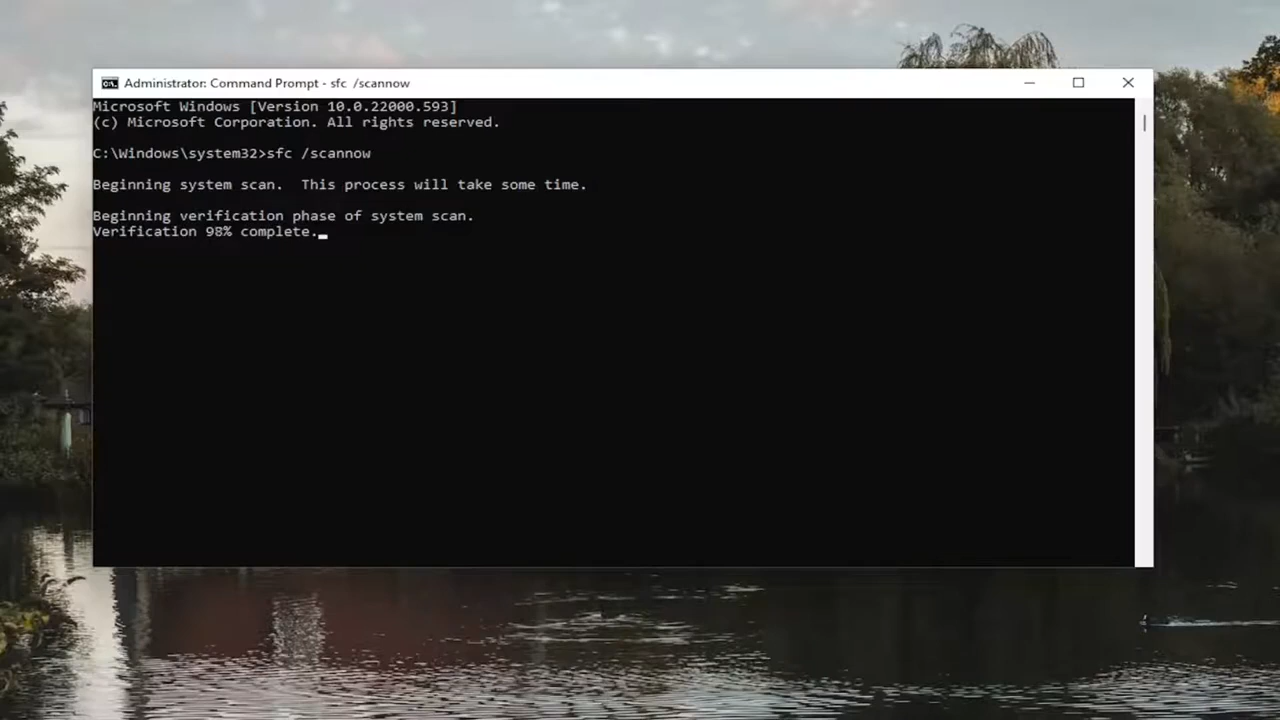 Administrator: Command Prompt - sfc  /scannow
Microsoft Windows [Version 10.0.22000.593]
(c) Microsoft Corporation. All rights reserved.
C:\Windows\system32>sfc /scannow
Beginning system scan.  This process will take some time.
Beginning verification phase of system scan.
Verification 98% complete.